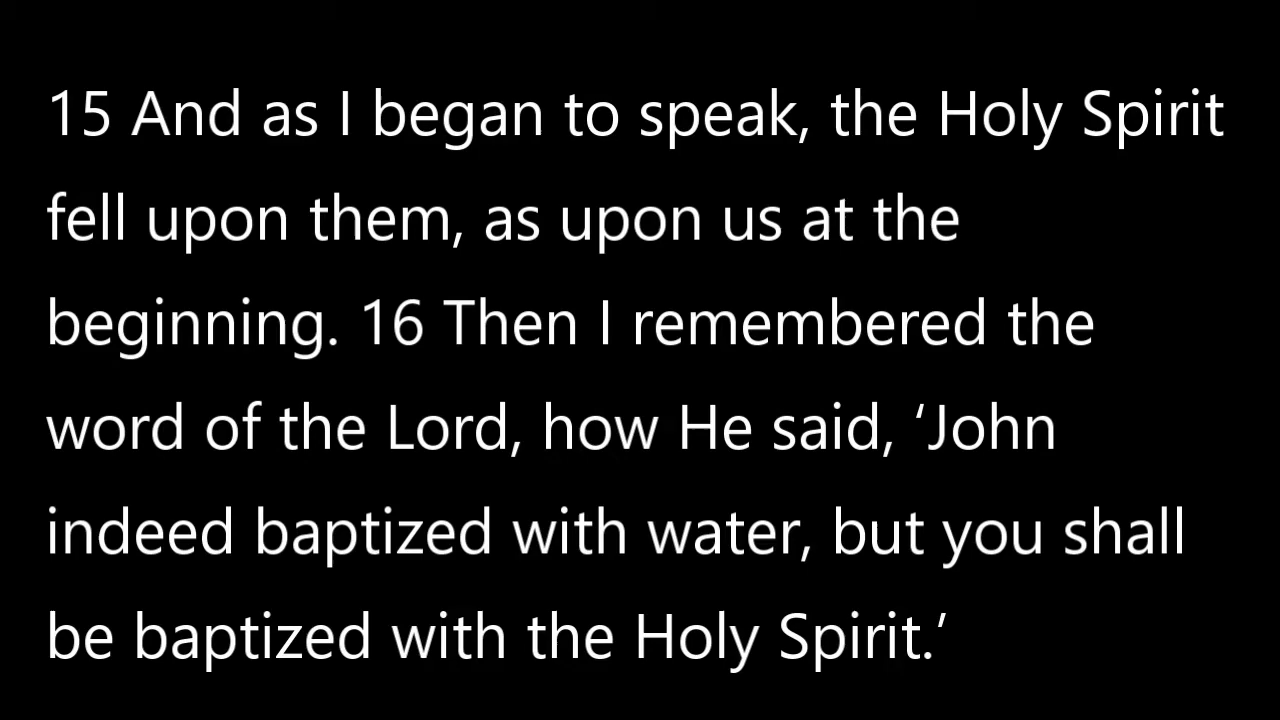 15 And as I began to speak, the Holy Spirit
fell upon them, as upon us at the
beginning. 16 Then I remembered the
word of the Lord, how He said, ‘John
indeed baptized with water, but you shall
be baptized with the Holy Spirit.’